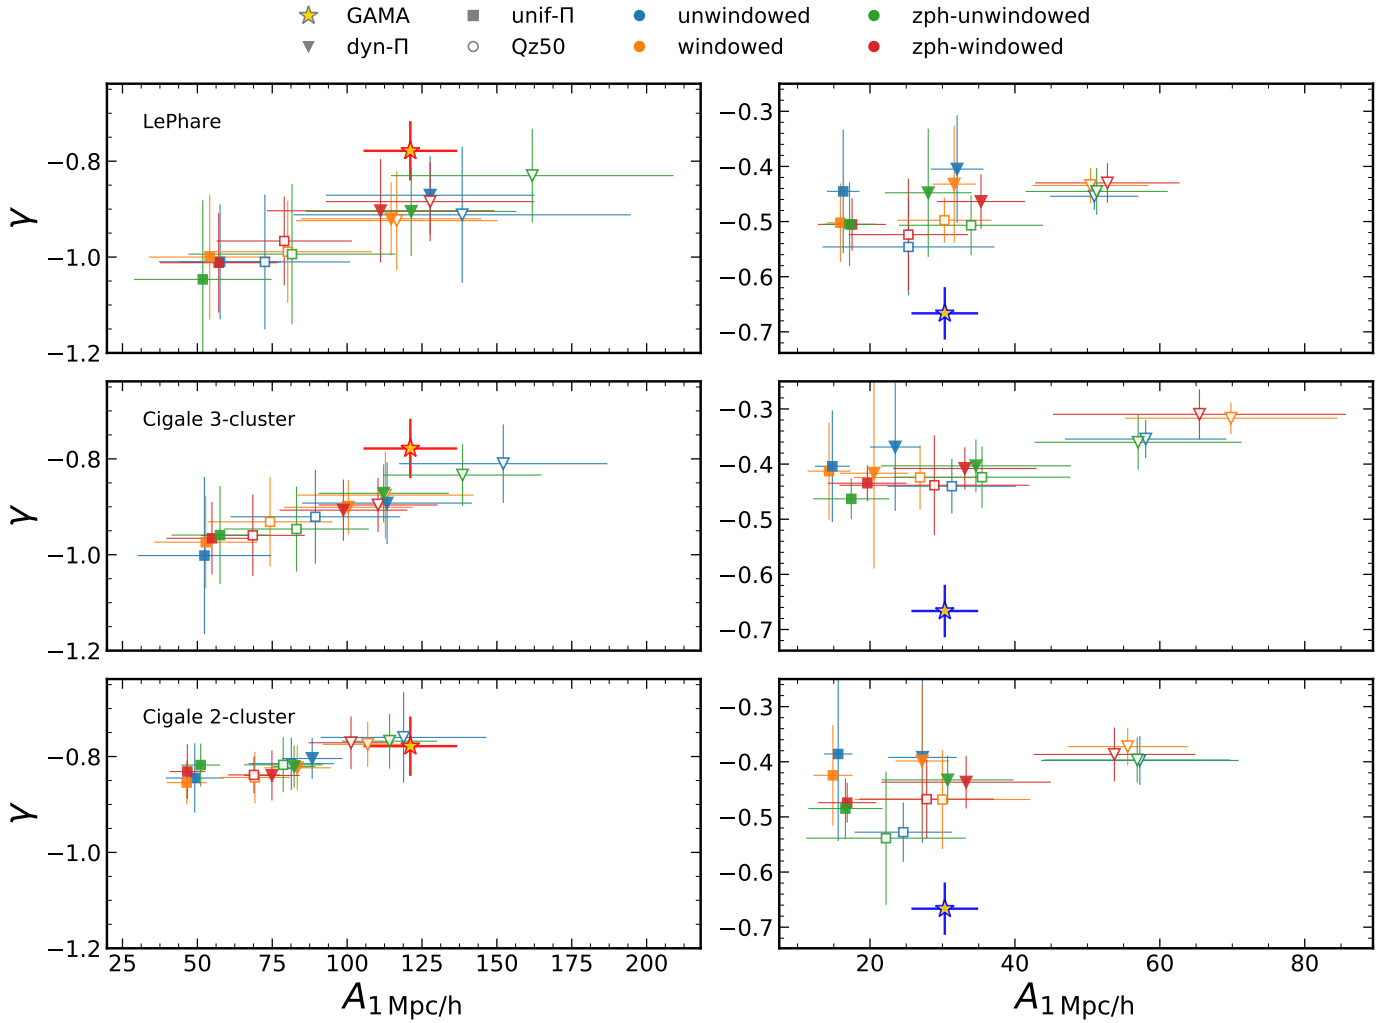 GAMA unif-Π unwindowed zph-unwindowed
dyn-Π Qz50 windowed zph-windowed
LePhare
γ
−0.8
−1.0
−1.2
−0.3
−0.4
−0.5
−0.6
−0.7
Cigale 3-cluster
γ
−0.8
−1.0
−1.2
−0.3
−0.4
−0.5
−0.6
−0.7
Cigale 2-cluster
γ
−0.8
−1.0
−1.2
−0.3
−0.4
−0.5
−0.6
−0.7
25 50 75 100 125 150 175 200
20 40 60 80
A1 Mpc/h
A1 Mpc/h